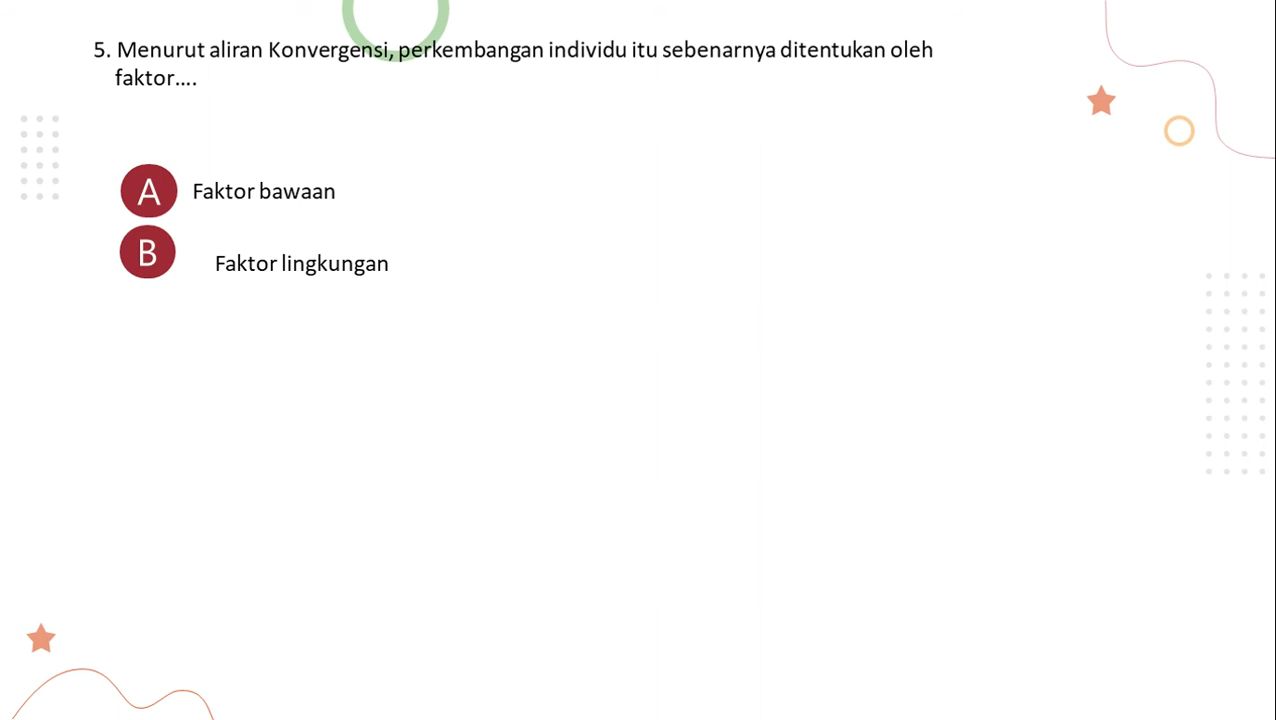 5. Menurut aliran Konvergensi, perkembangan individu itu sebenarnya ditentukan oleh
faktor....
A Faktor bawaan
B Faktor lingkungan